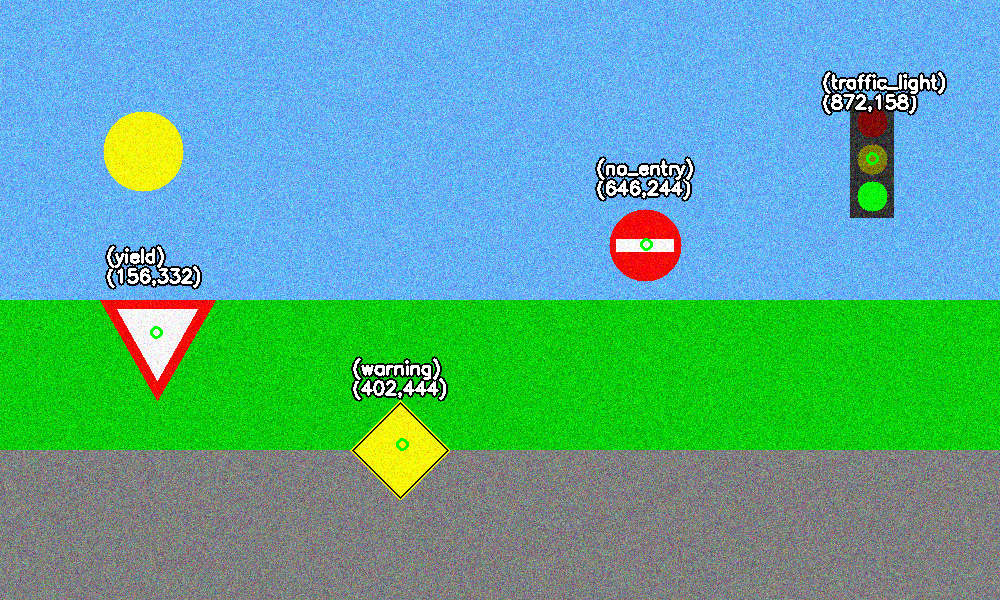 (traffic_light)
(872,158)
(no_entry)
(646,244)
(yield)
(156,332)
(warning)
(402,444)